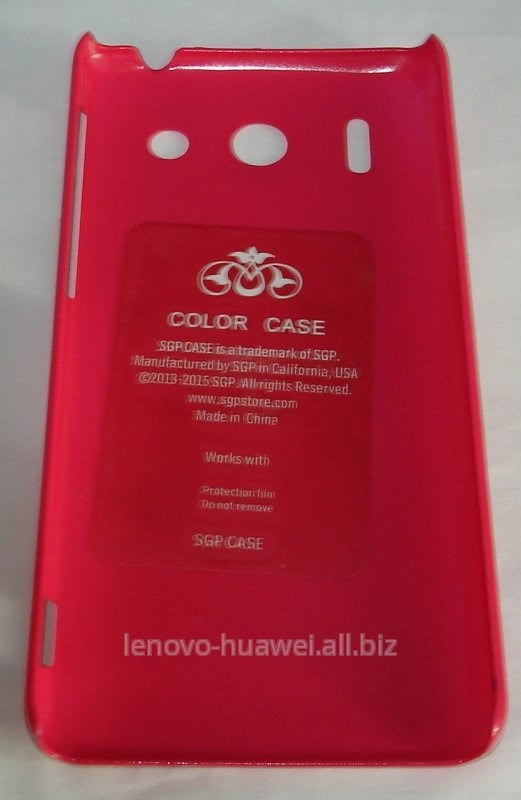 COLOR CASE
SGP CASE is a trademark of SGP.
Manufactured by SGP in California, USA
©2013-2015 SGP. All rights Reserved.
www.sgpstore.com
Made in China
Works with
Protection film
Do not remove
SGP CASE
lenovo-huawei.all.biz